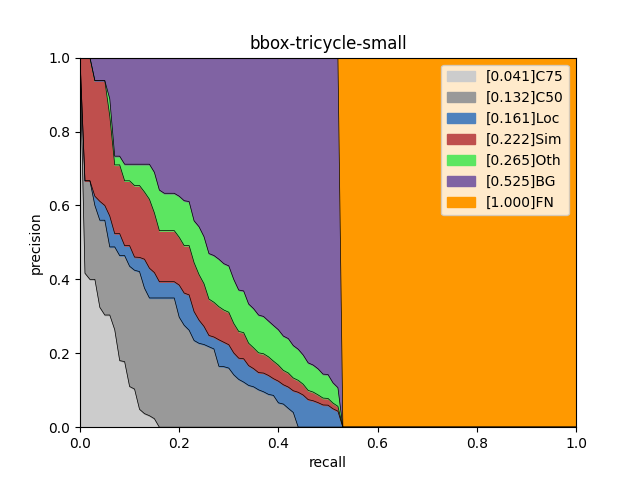 bbox-tricycle-small
1.0
0.8
0.6
0.4
0.2
0.0
precision
[0.041]C75
[0.132]C50
[0.161]Loc
[0.222]Sim
[0.265]Oth
[0.525]BG
[1.000]FN
0.0 0.2 0.4 0.6 0.8 1.0
recall